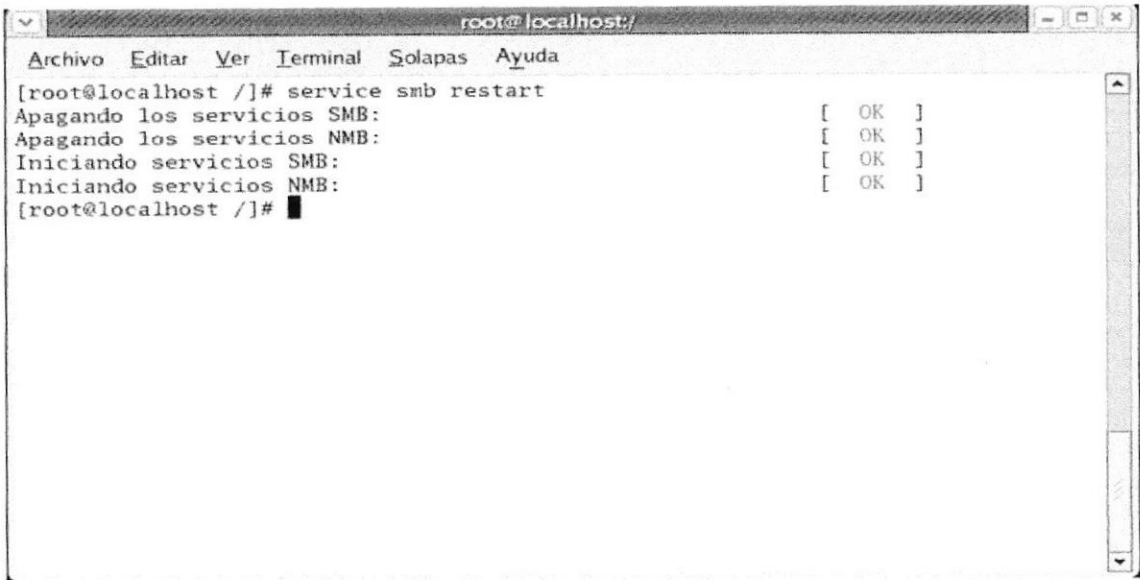 root@localhost:/
Archivo Editar Ver Terminal Solapas Ayuda
[root@localhost /]# service smb restart
Apagando los servicios SMB: [ OK ]
Apagando los servicios NMB: [ OK ]
Iniciando servicios SMB: [ OK ]
Iniciando servicios NMB: [ OK ]
[root@localhost /]#